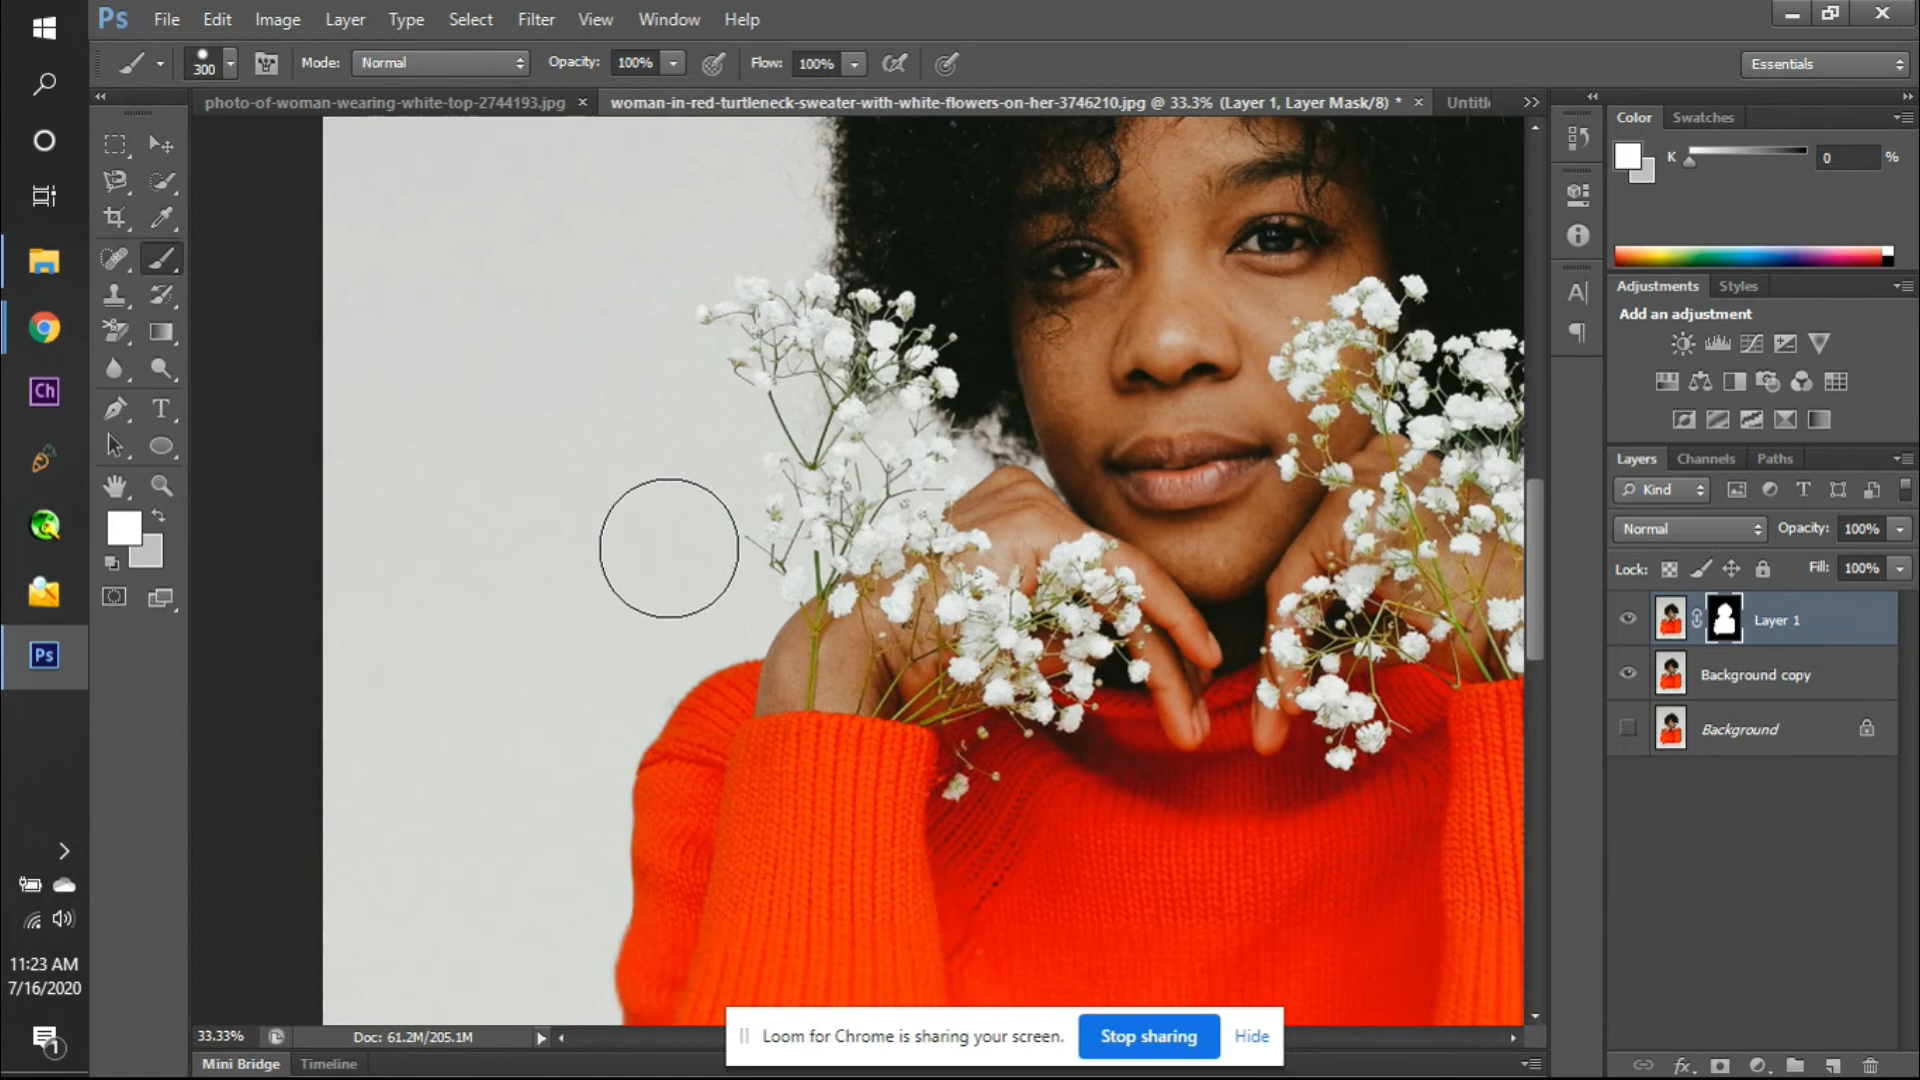 Ps File Edit Image Layer Type Select Filter View Window Help
300 Mode: Normal Opacity: 100% Flow: 100% Essentials
photo-of-woman-wearing-white-top-2744193.jpg × woman-in-red-turtleneck-sweater-with-white-flowers-on-her-3746210.jpg @ 33.3% (Layer 1, Layer Mask/8) * × Untitl
Color Swatches
K 0 %
Adjustments Styles
Add an adjustment
Layers Channels Paths
Kind
Normal Opacity: 100%
Lock: Fill: 100%
Layer 1
Background copy
Background
Ch
Ps
11:23 AM
7/16/2020
1
33.33% Doc: 61.2M/205.1M
Loom for Chrome is sharing your screen. Stop sharing Hide
Mini Bridge Timeline